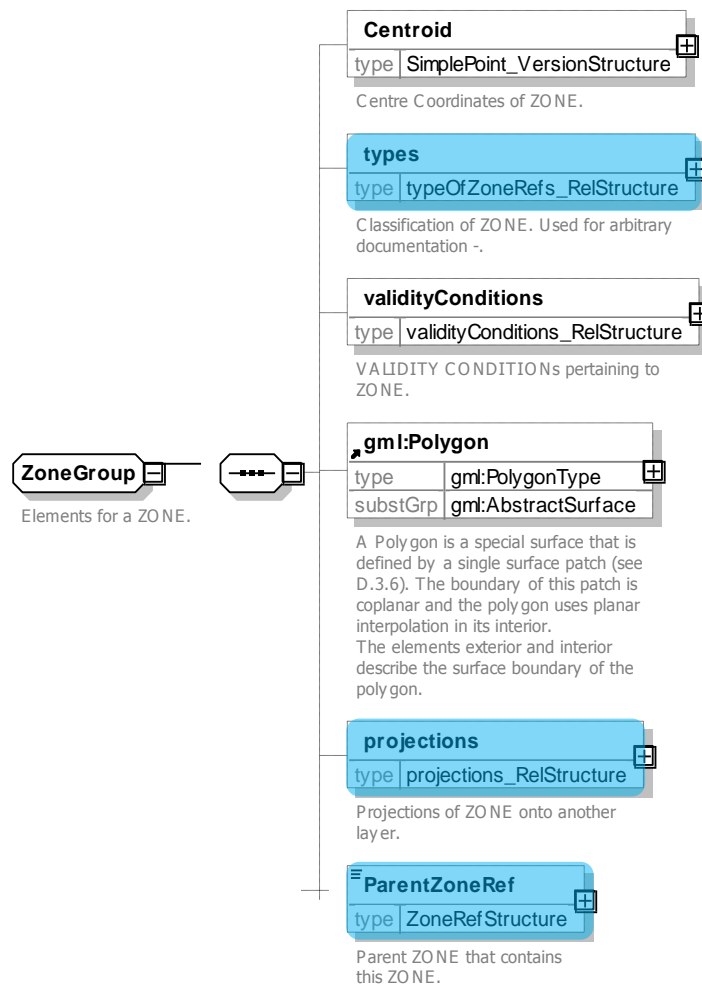 Centroid
type SimplePoint_VersionStructure
Centre Coordinates of ZONE.
types
type typeOfZoneRefs_RelStructure
Classification of ZONE. Used for arbitrary
documentation -.
validityConditions
type validityConditions_RelStructure
VALIDITY CONDITIONs pertaining to
ZONE.
gml:Polygon
type gml:PolygonType
substGrp gml:AbstractSurface
A Polygon is a special surface that is
defined by a single surface patch (see
D.3.6). The boundary of this patch is
coplanar and the polygon uses planar
interpolation in its interior.
The elements exterior and interior
describe the surface boundary of the
polygon.
ZoneGroup
Elements for a ZONE.
projections
type projections_RelStructure
Projections of ZONE onto another
layer.
ParentZoneRef
type ZoneRefStructure
Parent ZONE that contains
this ZONE.